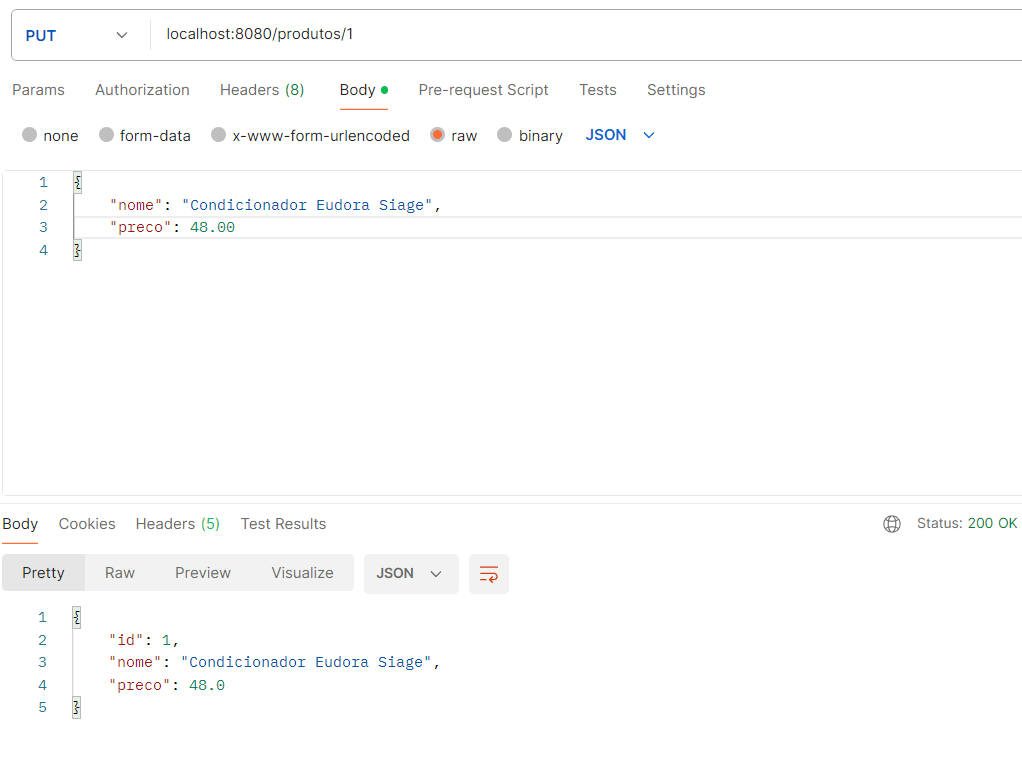 PUT localhost:8080/produtos/1
Params Authorization Headers (8) Body Pre-request Script Tests Settings
none form-data x-www-form-urlencoded raw binary JSON
1 {
2 "nome": "Condicionador Eudora Siage",
3 "preco": 48.00
4 }
Body Cookies Headers (5) Test Results Status: 200 OK
Pretty Raw Preview Visualize JSON
1 {
2 "id": 1,
3 "nome": "Condicionador Eudora Siage",
4 "preco": 48.0
5 }